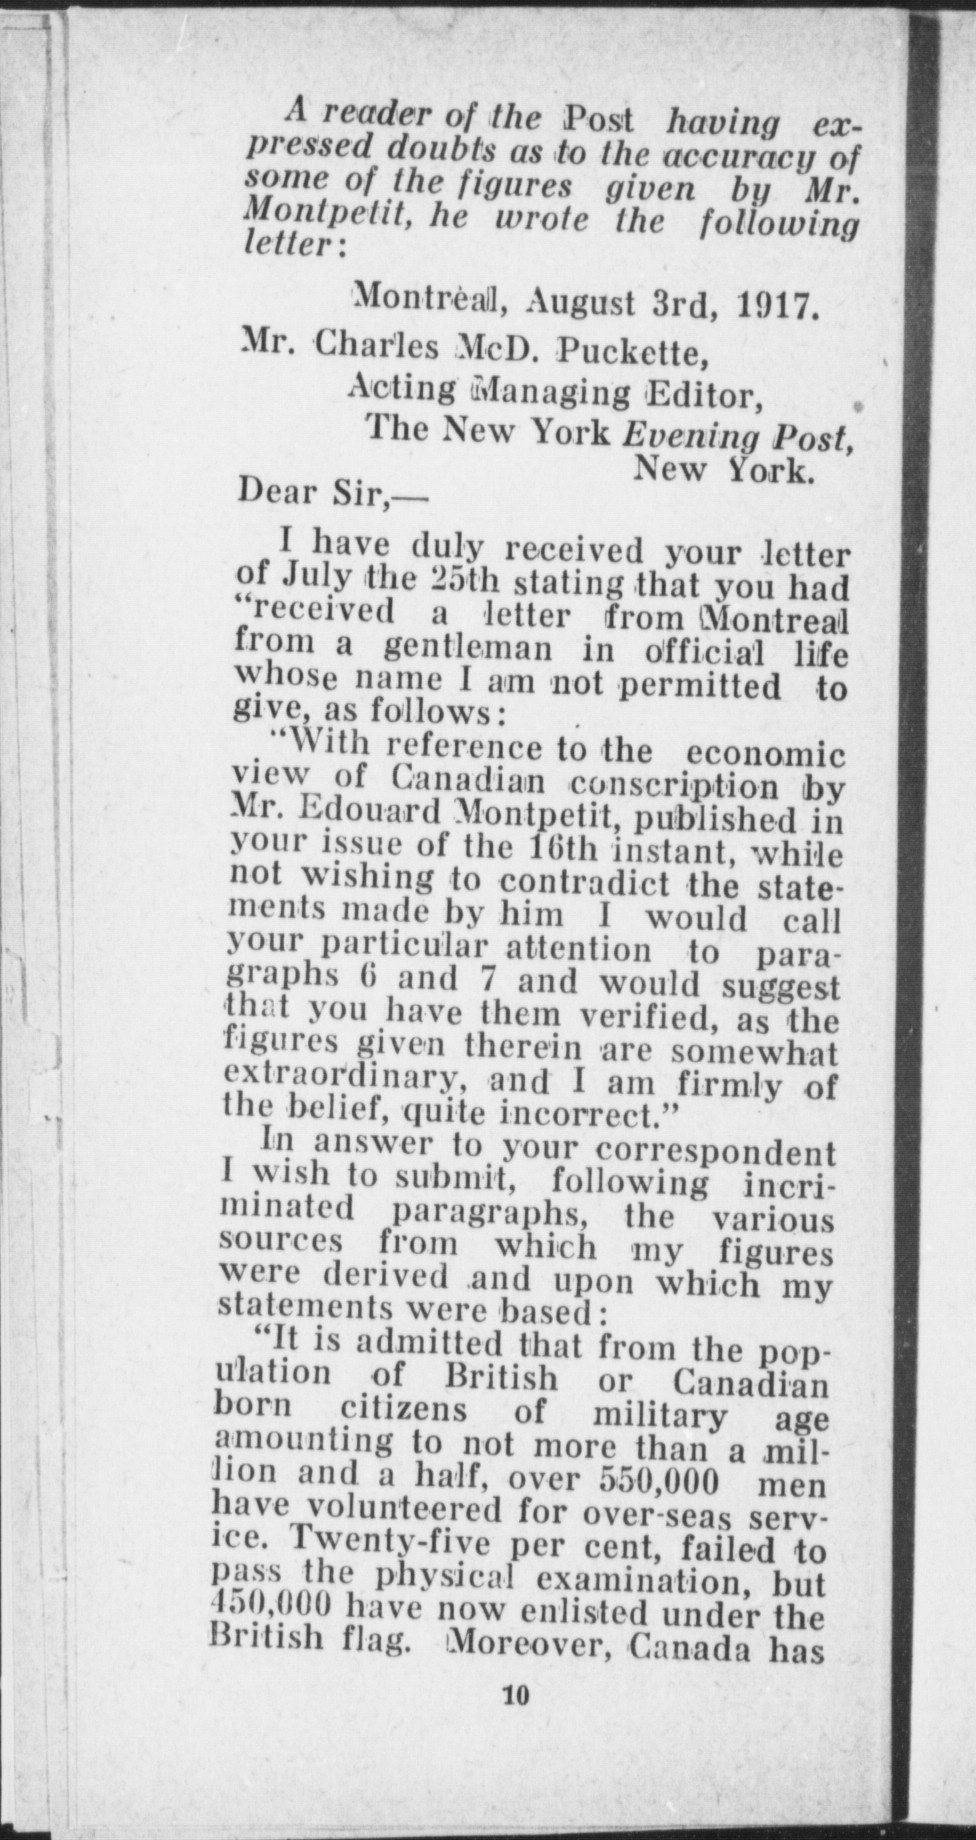 A reader of the Post having ex-
pressed doubts as to the accuracy of
some of the figures given by Mr.
Montpetit, he wrote the following
letter:
Montrèal, August 3rd, 1917.
Mr. Charles McD. Puckette,
Acting Managing Editor,
The New York Evening Post,
New York.
Dear Sir,—
I have duly received your letter
of July the 25th stating that you had
“received a letter from Montreal
from a gentleman in official life
whose name I am not permitted to
give, as follows:
“With reference to the economic
view of Canadian conscription by
Mr. Edouard Montpetit, published in
your issue of the 16th instant, while
not wishing to contradict the state-
ments made by him I would call
your particular attention to para-
graphs 6 and 7 and would suggest
that you have them verified, as the
figures given therein are somewhat
extraordinary, and I am firmly of
the belief, quite incorrect.”
In answer to your correspondent
I wish to submit, following incri-
minated paragraphs, the various
sources from which my figures
were derived and upon which my
statements were based:
“It is admitted that from the pop-
ulation of British or Canadian
born citizens of military age
amounting to not more than a mil-
lion and a half, over 550,000 men
have volunteered for over-seas serv-
ice. Twenty-five per cent, failed to
pass the physical examination, but
450,000 have now enlisted under the
British flag. Moreover, Canada has
10